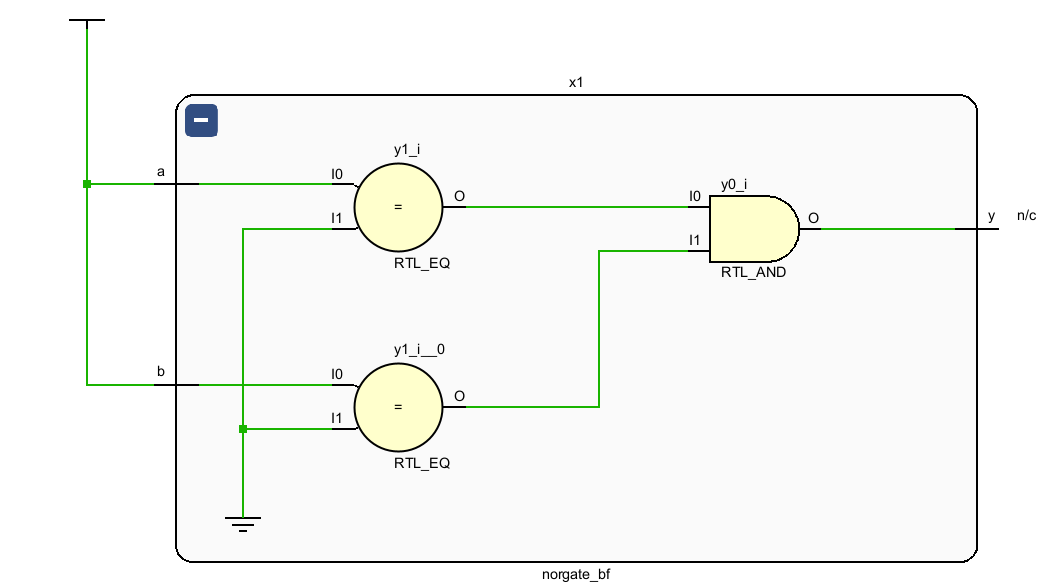 x1
y1_i
a
I0
O
=
I1
RTL_EQ
y0_i
I0
O
I1
RTL_AND
y
n/c
y1_i__0
b
I0
O
=
I1
RTL_EQ
norgate_bf